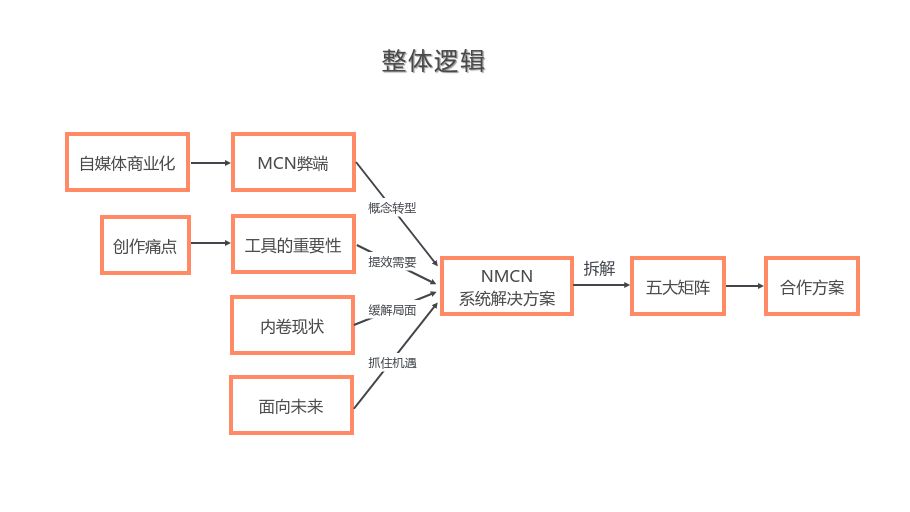 整体逻辑
自媒体商业化
MCN弊端
概念转型
创作痛点
工具的重要性
提效需要
内卷现状
缓解局面
面向未来
抓住机遇
NMCN
系统解决方案
拆解
五大矩阵
合作方案